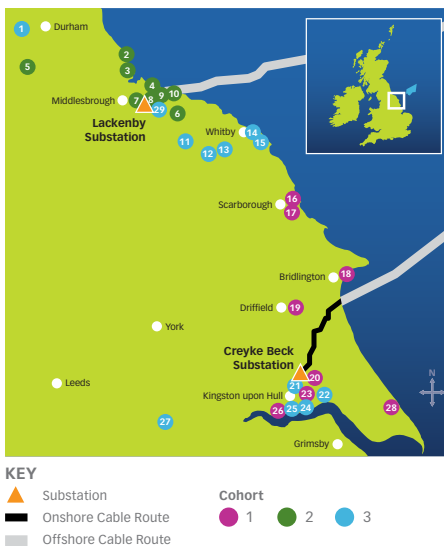 1
Durham
5
2
3
4
Middlesbrough
7
8
9
10
29
6
Lackenby
Substation
11
12
13
Whitby
14
15
Scarborough
16
17
Bridlington
18
Driffield
19
York
Creyke Beck
Substation
20
Leeds
21
Kingston upon Hull
23
22
26
25
24
28
27
Grimsby
N
KEY
Substation
Onshore Cable Route
Offshore Cable Route
Cohort
1
2
3